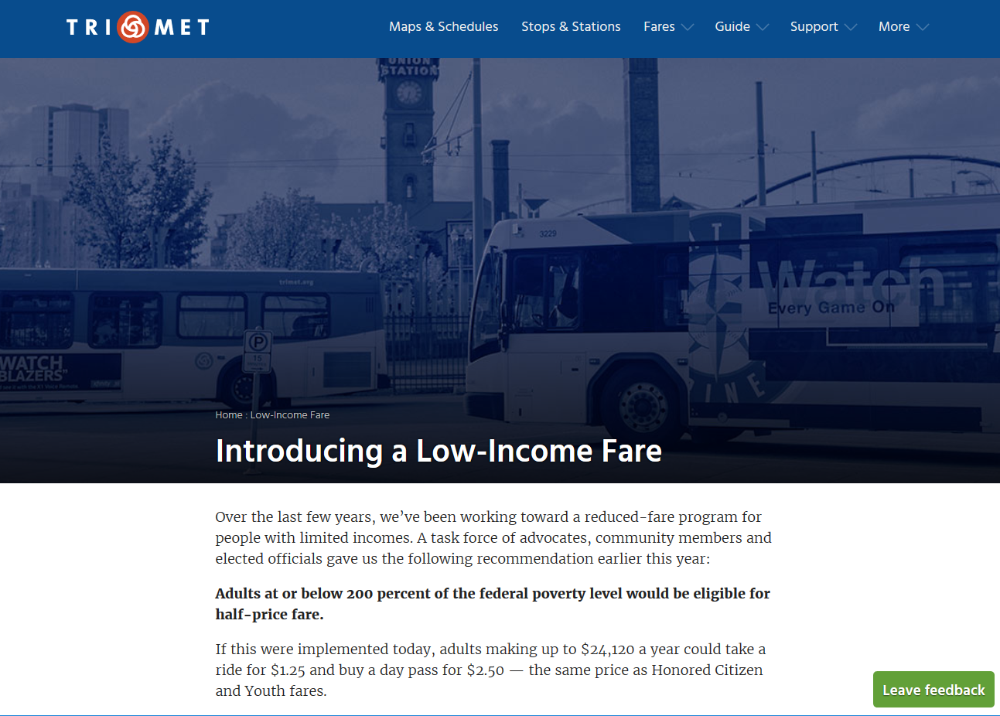 TRI MET
Maps & Schedules
Stops & Stations
Fares
Guide
Support
More
UNION
STATION
3229
trimet.org
Watch
Every Game On
WATCH
BLAZERS”
P
15
Home : Low-Income Fare
Introducing a Low-Income Fare
Over the last few years, we’ve been working toward a reduced-fare program for
people with limited incomes. A task force of advocates, community members and
elected officials gave us the following recommendation earlier this year:
Adults at or below 200 percent of the federal poverty level would be eligible for
half-price fare.
If this were implemented today, adults making up to $24,120 a year could take a
ride for $1.25 and buy a day pass for $2.50 — the same price as Honored Citizen
and Youth fares.
Leave feedback